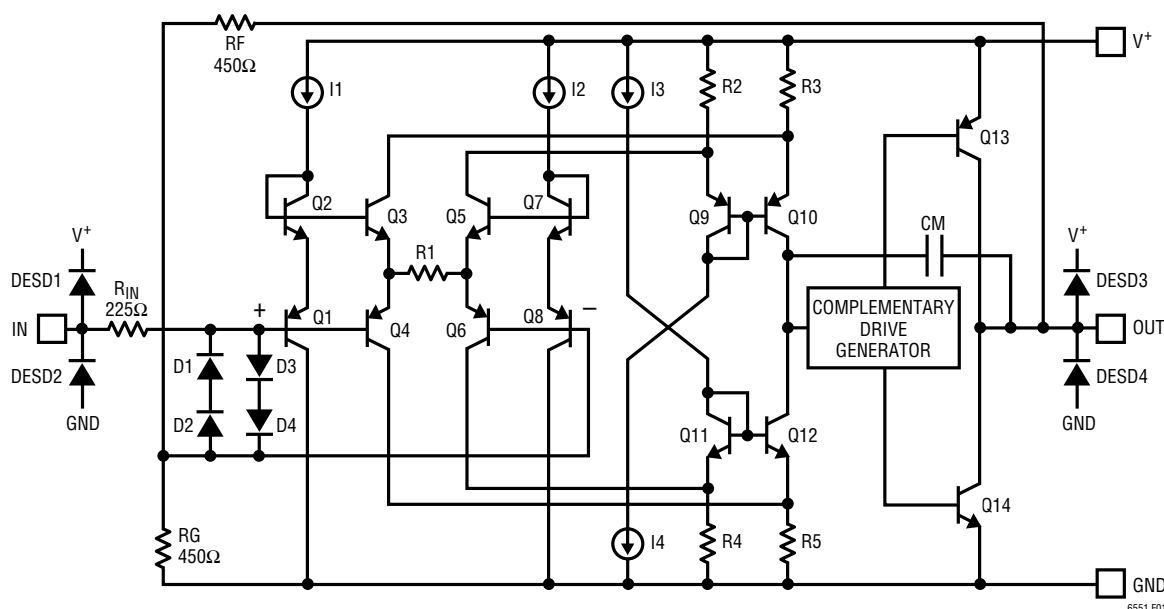 RF
450Ω
V+
I1
I2
I3
R2
R3
Q13
Q2
Q3
Q5
Q7
Q9
Q10
CM
V+
DESD1
RIN
225Ω
R1
V+
DESD3
IN
+
Q1
Q4
Q6
Q8
–
COMPLEMENTARY
DRIVE
GENERATOR
OUT
DESD2
GND
D1
D3
D2
D4
DESD4
GND
Q11
Q12
Q14
RG
450Ω
I4
R4
R5
GND
6551 F01